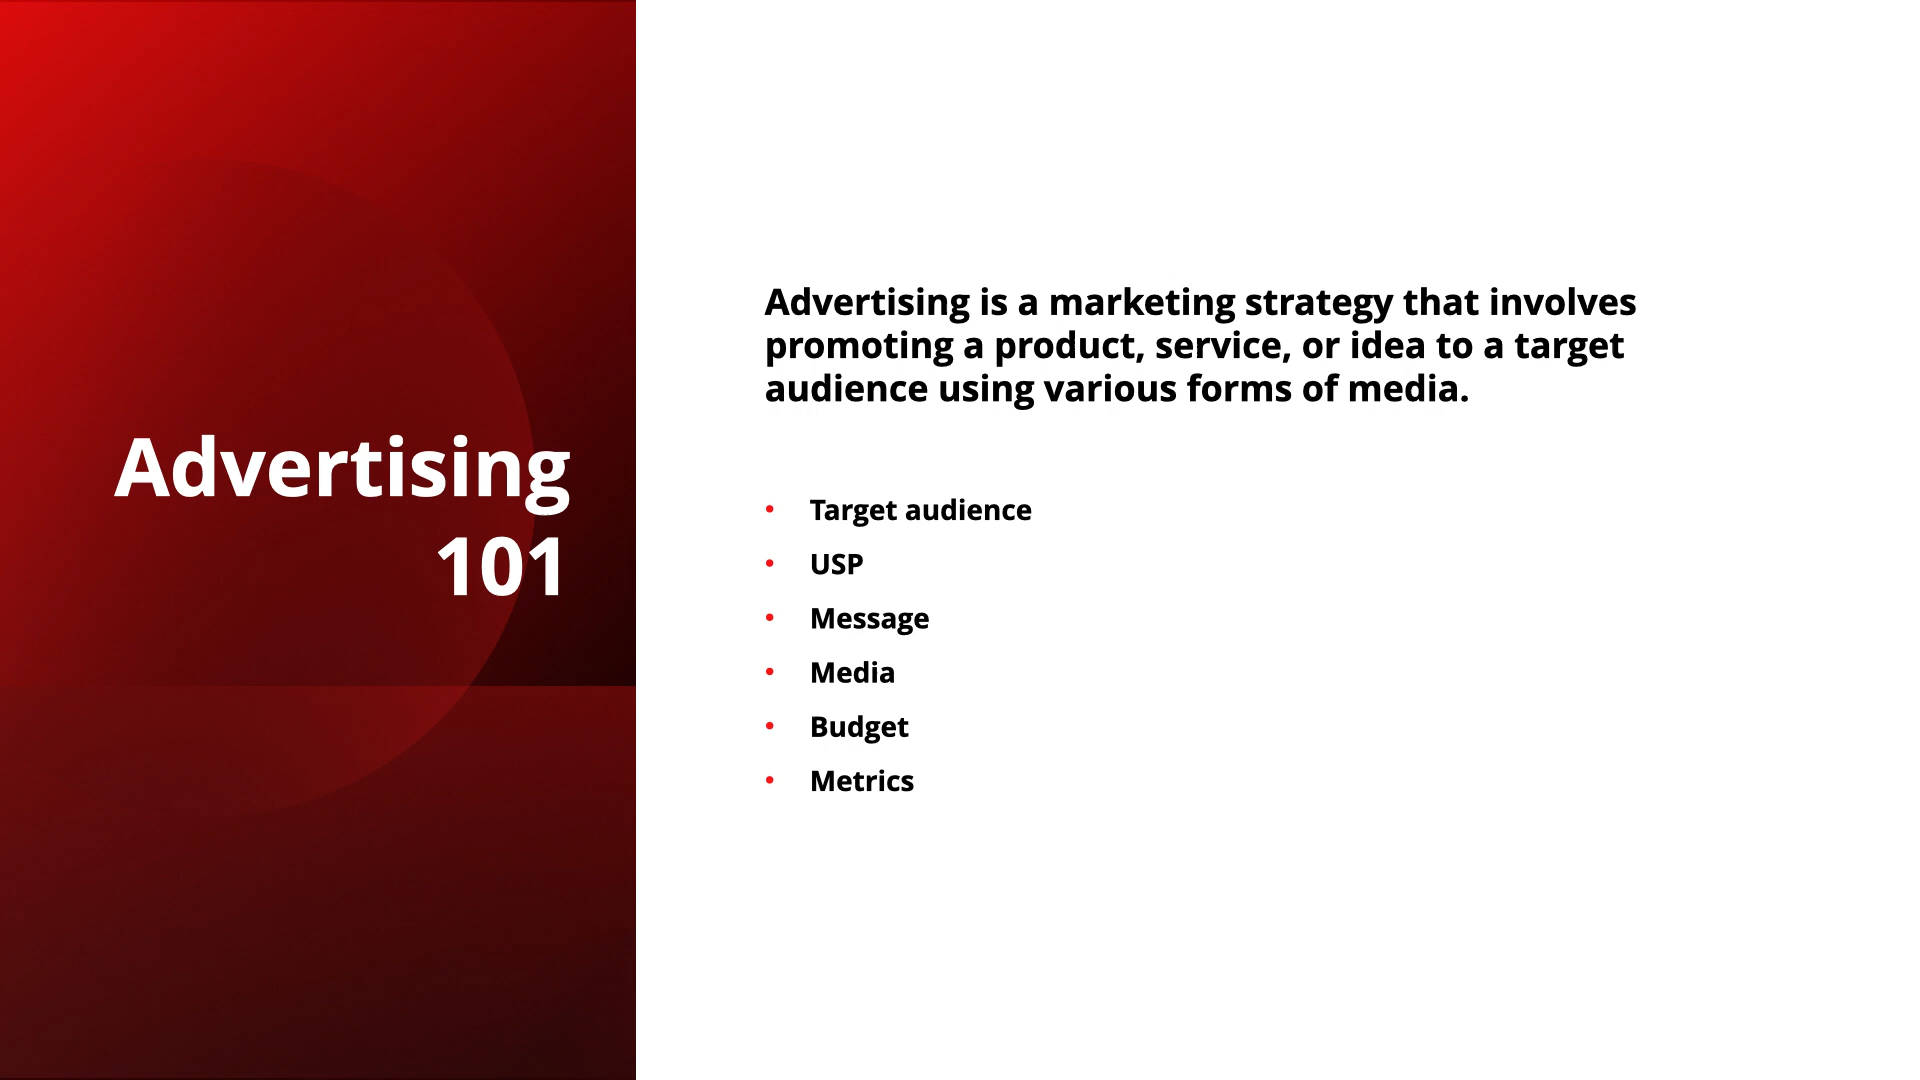 Advertising
101
Advertising is a marketing strategy that involves
promoting a product, service, or idea to a target
audience using various forms of media.
• Target audience
• USP
• Message
• Media
• Budget
• Metrics